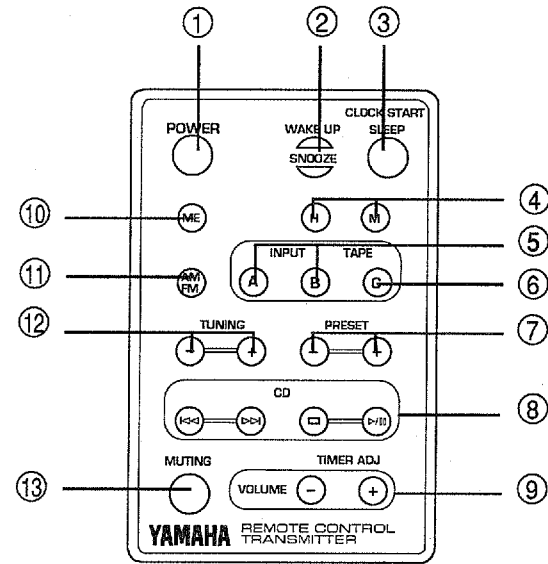 ① ② ③
CLOCK START
POWER WAKE UP SLEEP
SNOOZE
⑩ ME H M ④
INPUT TAPE ⑤
⑪ AM FM A B C ⑥
⑫ TUNING PRESET
− + − + ⑦
CD
⑧
MUTING TIMER ADJ
⑬ VOLUME − + ⑨
YAMAHA REMOTE CONTROL
TRANSMITTER